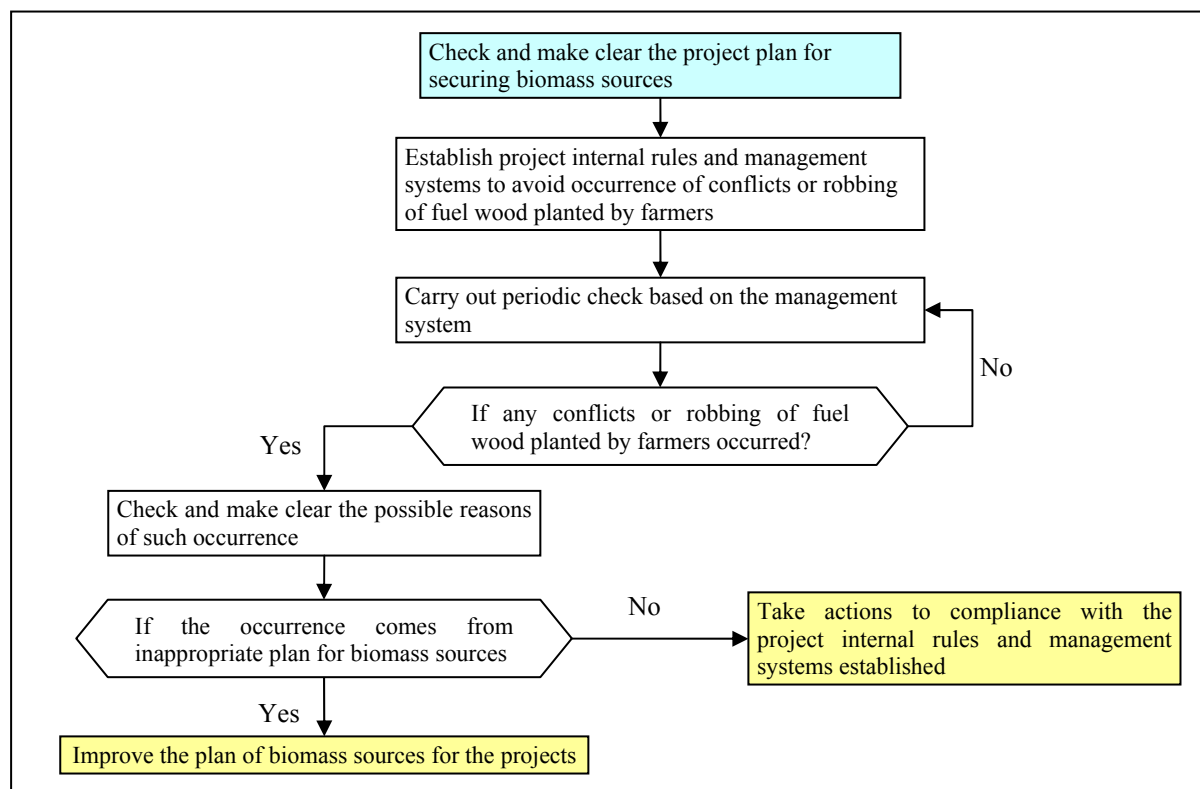 Check and make clear the project plan for
securing biomass sources
Establish project internal rules and management
systems to avoid occurrence of conflicts or robbing
of fuel wood planted by farmers
Carry out periodic check based on the management
system
No
If any conflicts or robbing of fuel
wood planted by farmers occurred?
Yes
Check and make clear the possible reasons
of such occurrence
If the occurrence comes from
inappropriate plan for biomass sources
No
Take actions to compliance with the
project internal rules and management
systems established
Yes
Improve the plan of biomass sources for the projects